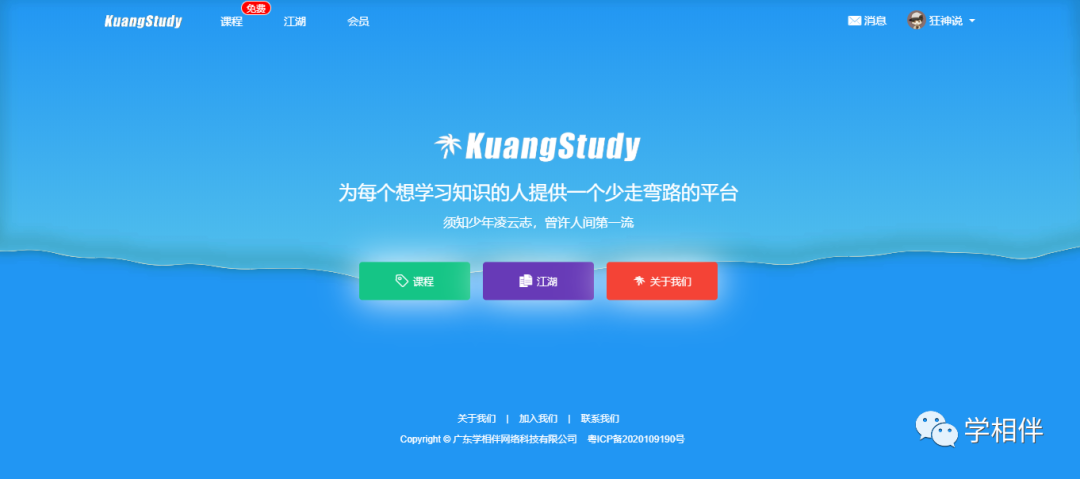 KuangStudy 课程 免费 江湖 会员 消息 狂神说
KuangStudy
为每个想学习知识的人提供一个少走弯路的平台
须知少年凌云志，曾许人间第一流
课程 江湖 关于我们
关于我们 | 加入我们 | 联系我们
Copyright © 广东学相伴网络科技有限公司 粤ICP备2020109190号
学相伴